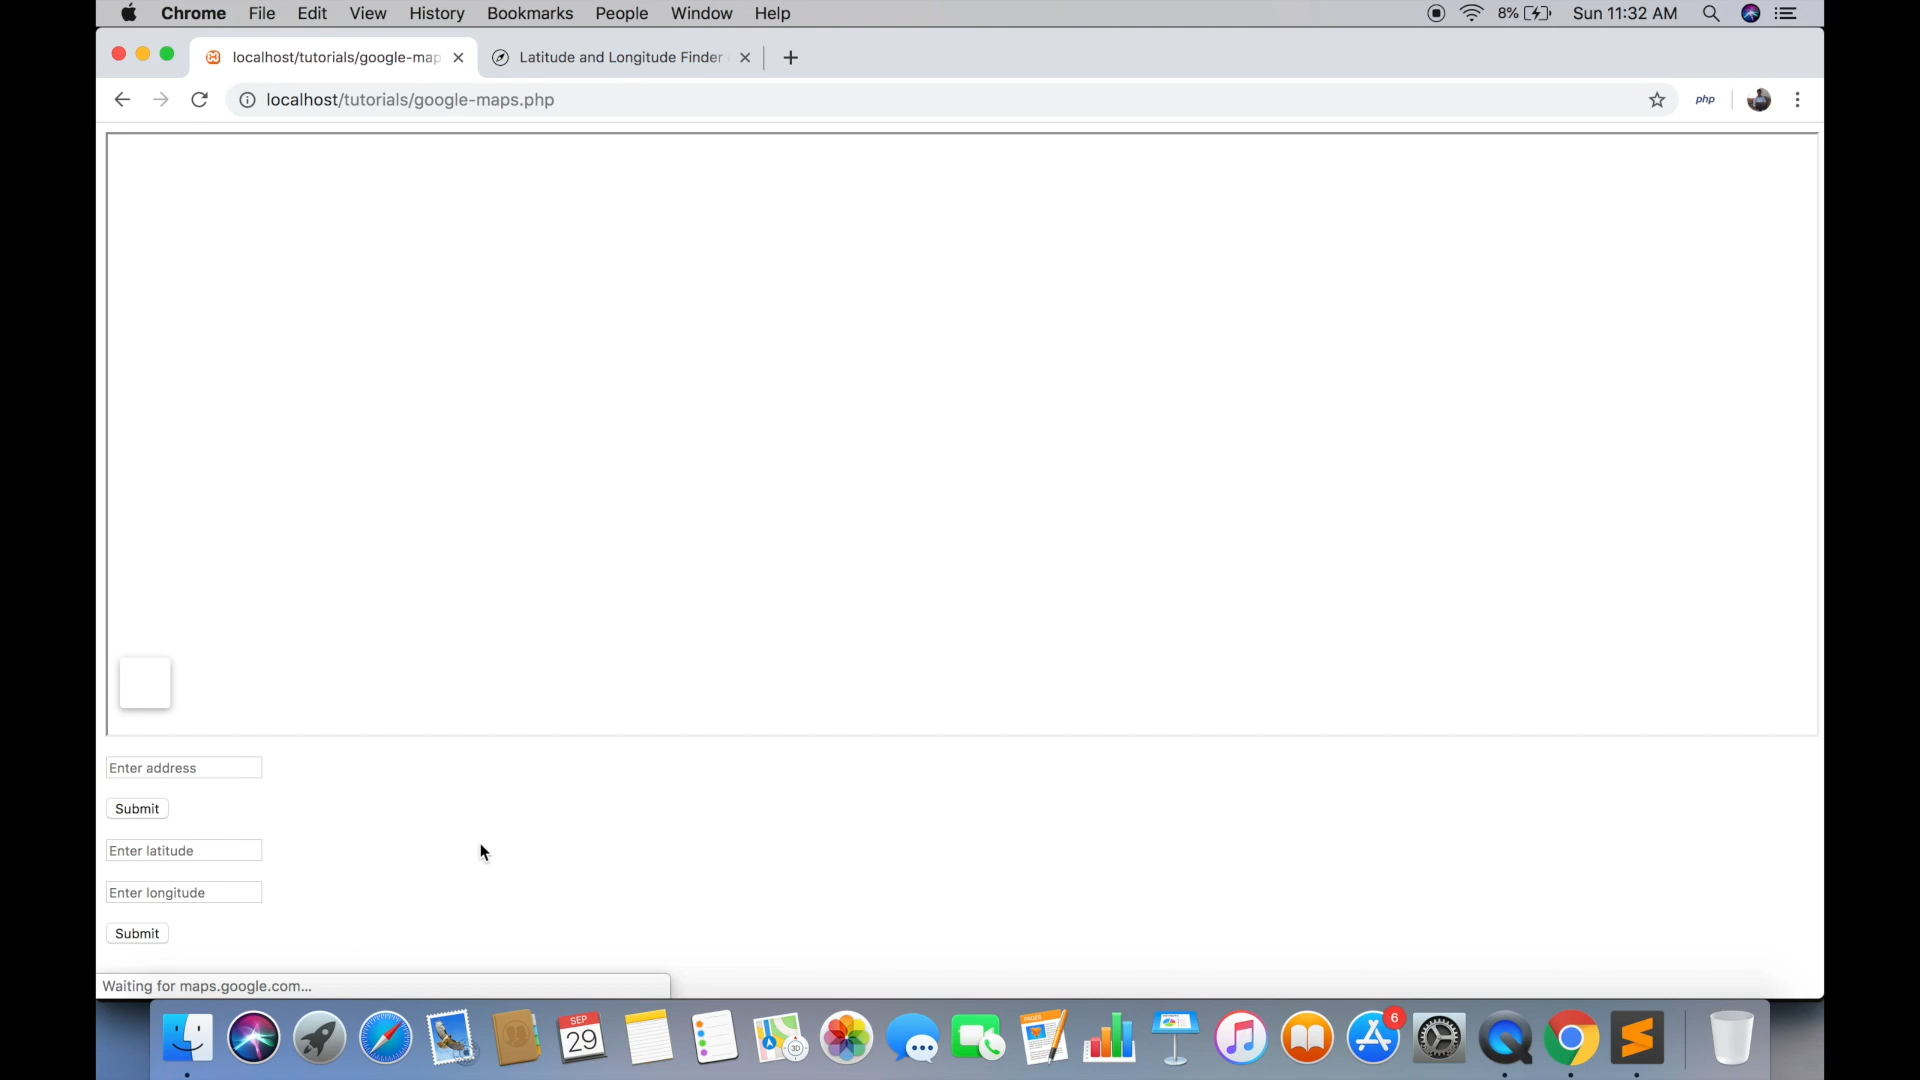 Chrome File Edit View History Bookmarks People Window Help 8% Sun 11:32 AM
localhost/tutorials/google-map Latitude and Longitude Finder
localhost/tutorials/google-maps.php php
Enter address
Submit
Enter latitude
Enter longitude
Submit
Waiting for maps.google.com...
SEP
29
6